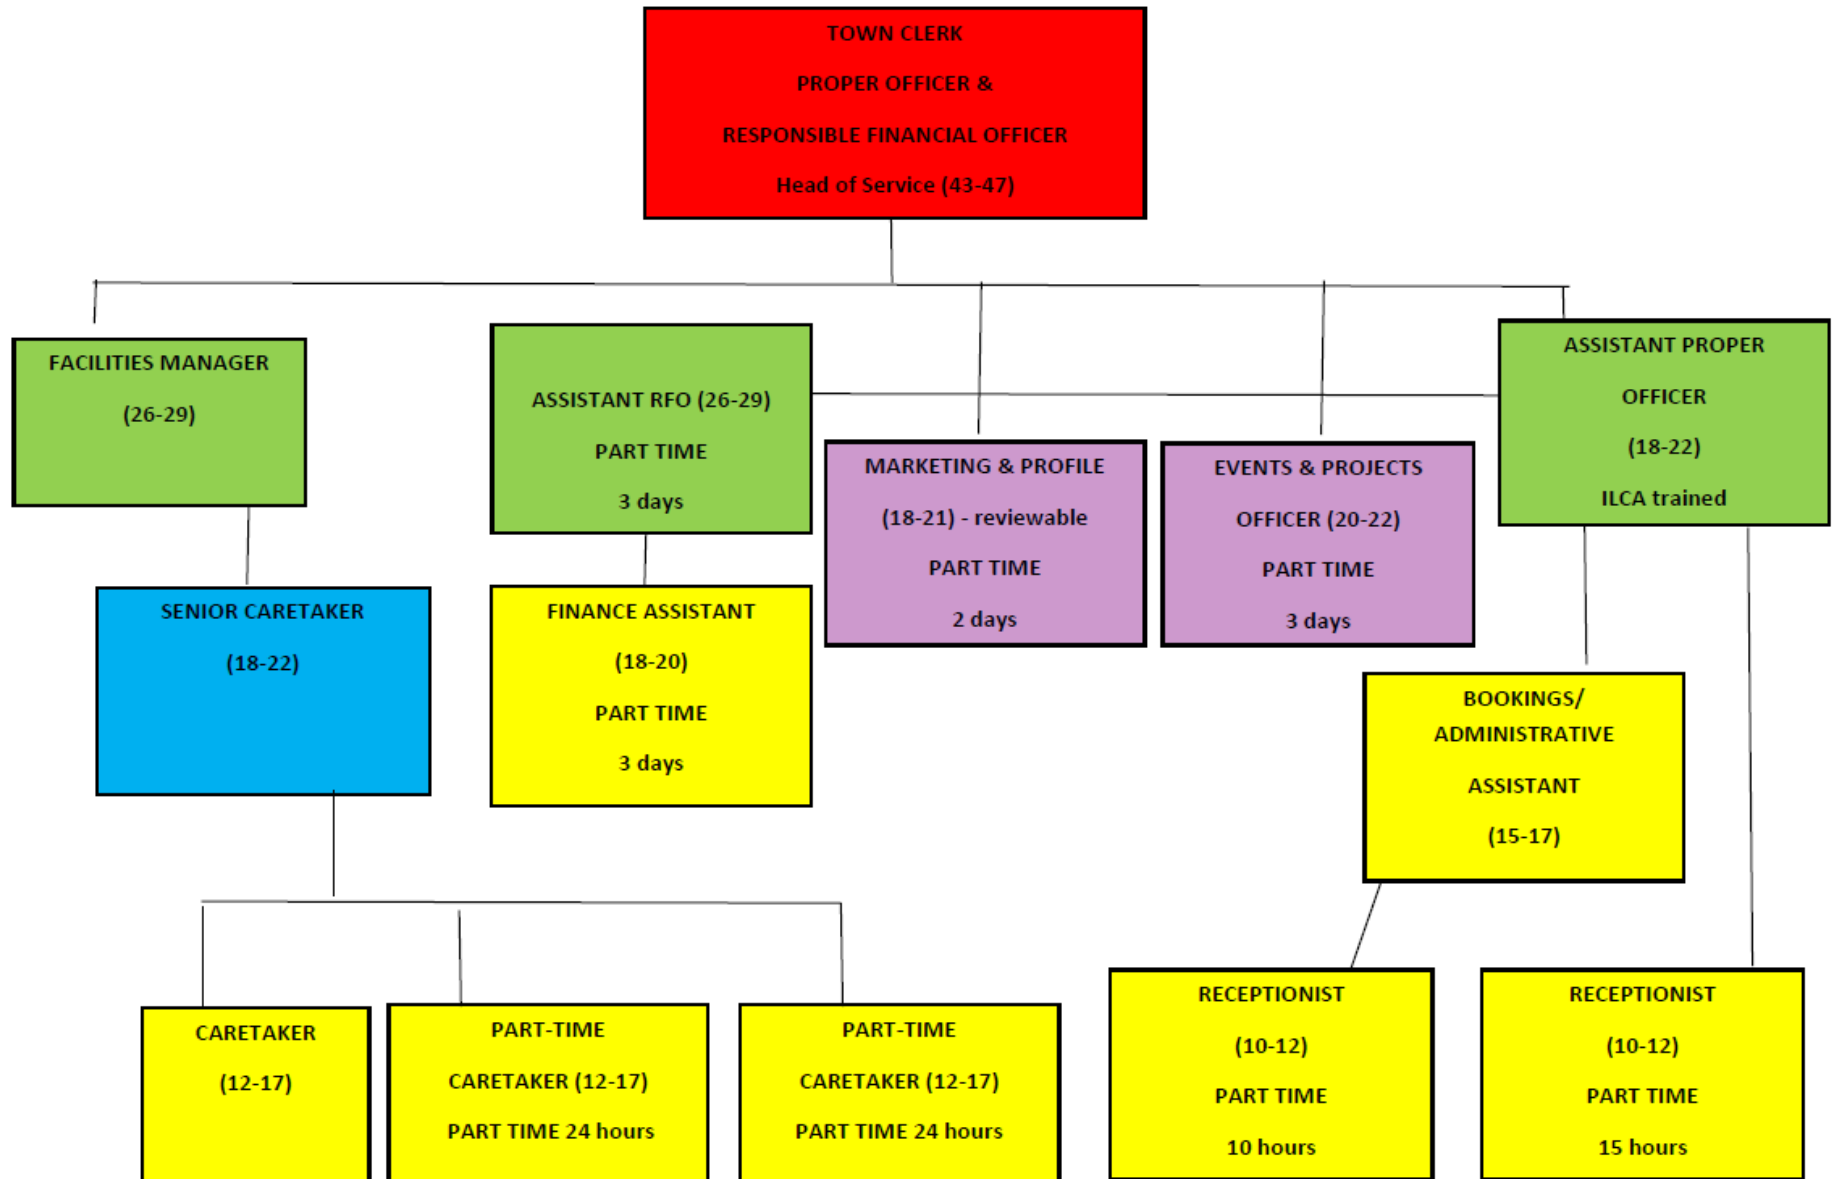 TOWN CLERK
PROPER OFFICER &
RESPONSIBLE FINANCIAL OFFICER
Head of Service (43-47)
FACILITIES MANAGER
(26-29)
ASSISTANT RFO (26-29)
PART TIME
3 days
MARKETING & PROFILE
(18-21) - reviewable
PART TIME
2 days
EVENTS & PROJECTS
OFFICER (20-22)
PART TIME
3 days
ASSISTANT PROPER
OFFICER
(18-22)
ILCA trained
SENIOR CARETAKER
(18-22)
FINANCE ASSISTANT
(18-20)
PART TIME
3 days
BOOKINGS/
ADMINISTRATIVE
ASSISTANT
(15-17)
CARETAKER
(12-17)
PART-TIME
CARETAKER (12-17)
PART TIME 24 hours
PART-TIME
CARETAKER (12-17)
PART TIME 24 hours
RECEPTIONIST
(10-12)
PART TIME
10 hours
RECEPTIONIST
(10-12)
PART TIME
15 hours